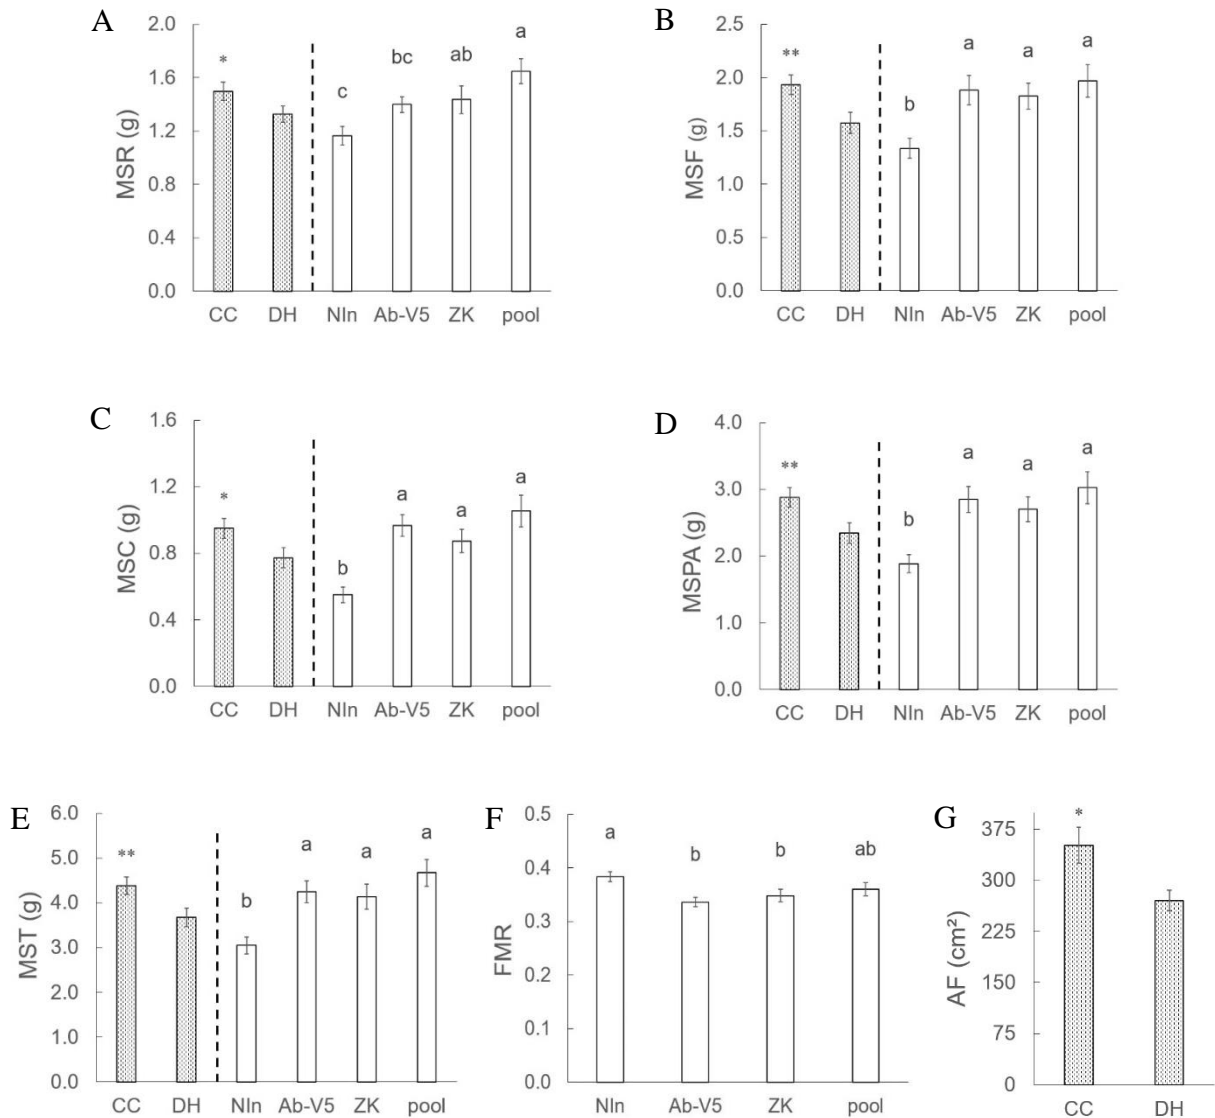 A
MSR (g)
2.0
1.6
1.2
0.8
0.4
0.0
*
c
bc
ab
a
CC DH NIn Ab-V5 ZK pool
B
MSF (g)
2.5
2.0
1.5
1.0
0.5
0.0
**
b
a
a
a
CC DH NIn Ab-V5 ZK pool
C
MSC (g)
1.6
1.2
0.8
0.4
0.0
*
b
a
a
a
CC DH NIn Ab-V5 ZK pool
D
MSPA (g)
4.0
3.0
2.0
1.0
0.0
**
b
a
a
a
CC DH NIn Ab-V5 ZK pool
E
MST (g)
6.0
5.0
4.0
3.0
2.0
1.0
0.0
**
b
a
a
a
CC DH NIn Ab-V5 ZK pool
F
FMR
0.5
0.4
0.3
0.2
0.1
0.0
a
b
b
ab
NIn Ab-V5 ZK pool
G
AF (cm²)
375
300
225
150
75
0
*
CC DH